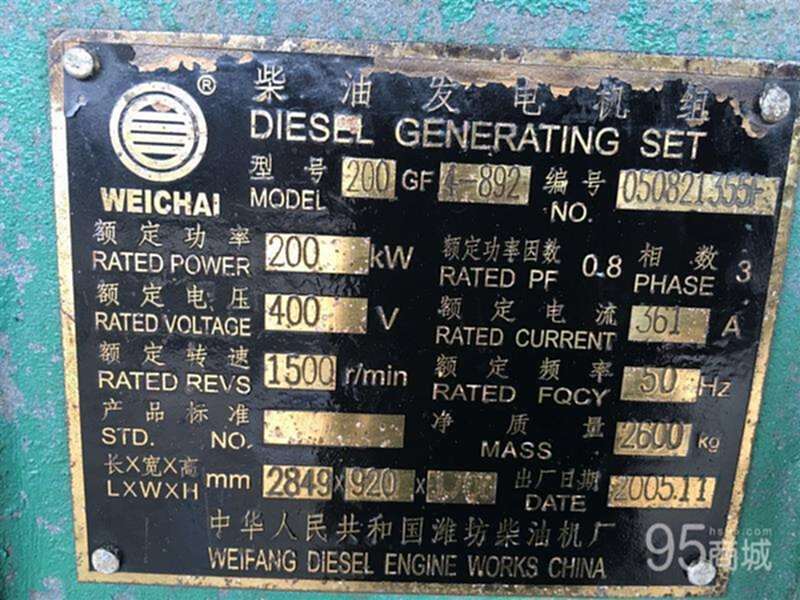 柴油发电机组
DIESEL GENERATING SET
®
WEICHAI
型号 200 GF 4-892 编号
MODEL NO.
额定功率 200 kW 额定功率因数 0.8 相数 3
RATED POWER RATED PF PHASE
额定电压 400 V 额定电流 361 A
RATED VOLTAGE RATED CURRENT
额定转速 1500 r/min 额定频率 50 Hz
RATED REVS RATED FQCY
产品标准 净质量 2600 kg
STD. NO. MASS
长X宽X高 mm 2849 X 920 X 出厂日期 2005.11
LXWXH DATE
中华人民共和国潍坊柴油机厂
WEIFANG DIESEL ENGINE WORKS CHINA
95商城